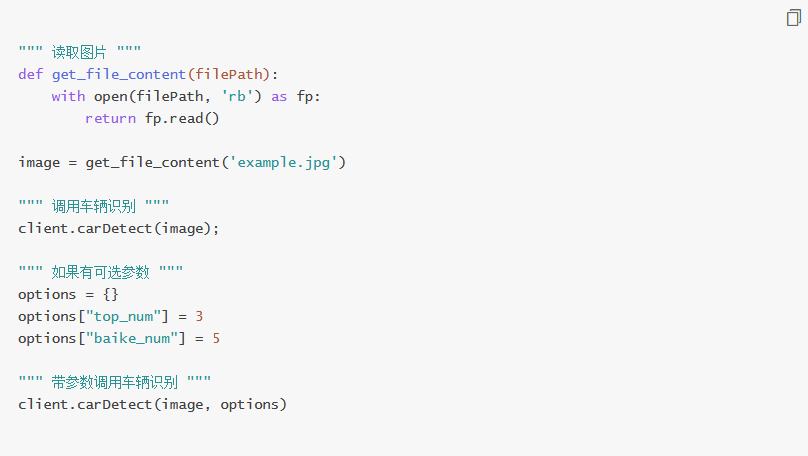 """ 读取图片 """
def get_file_content(filePath):
    with open(filePath, 'rb') as fp:
        return fp.read()
image = get_file_content('example.jpg')
""" 调用车辆识别 """
client.carDetect(image);
""" 如果有可选参数 """
options = {}
options["top_num"] = 3
options["baike_num"] = 5
""" 带参数调用车辆识别 """
client.carDetect(image, options)